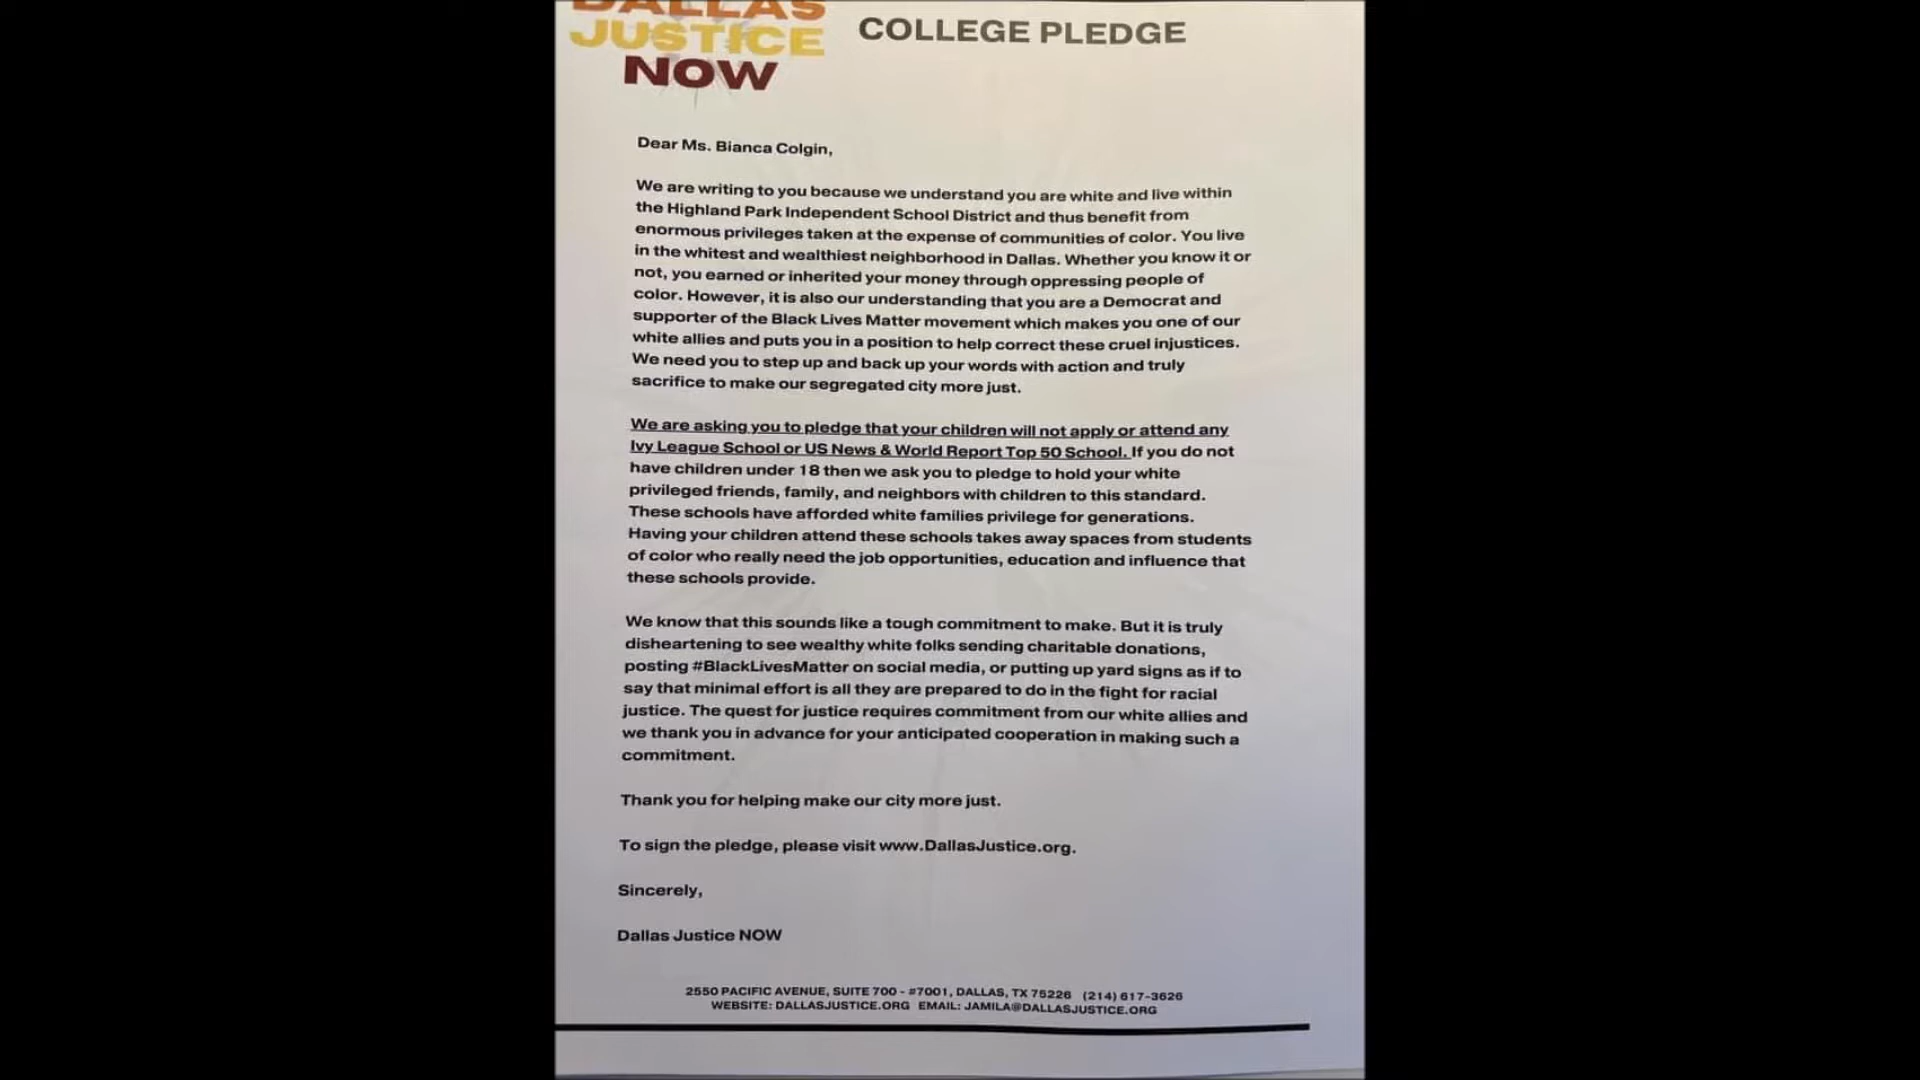 DALLAS
JUSTICE
NOW
COLLEGE PLEDGE
Dear Ms. Bianca Colgin,
We are writing to you because we understand you are white and live within
the Highland Park Independent School District and thus benefit from
enormous privileges taken at the expense of communities of color. You live
in the whitest and wealthiest neighborhood in Dallas. Whether you know it or
not, you earned or inherited your money through oppressing people of
color. However, it is also our understanding that you are a Democrat and
supporter of the Black Lives Matter movement which makes you one of our
white allies and puts you in a position to help correct these cruel injustices.
We need you to step up and back up your words with action and truly
sacrifice to make our segregated city more just.
We are asking you to pledge that your children will not apply or attend any
Ivy League School or US News & World Report Top 50 School. If you do not
have children under 18 then we ask you to pledge to hold your white
privileged friends, family, and neighbors with children to this standard.
These schools have afforded white families privilege for generations.
Having your children attend these schools takes away spaces from students
of color who really need the job opportunities, education and influence that
these schools provide.
We know that this sounds like a tough commitment to make. But it is truly
disheartening to see wealthy white folks sending charitable donations,
posting #BlackLivesMatter on social media, or putting up yard signs as if to
say that minimal effort is all they are prepared to do in the fight for racial
justice. The quest for justice requires commitment from our white allies and
we thank you in advance for your anticipated cooperation in making such a
commitment.
Thank you for helping make our city more just.
To sign the pledge, please visit www.DallasJustice.org.
Sincerely,
Dallas Justice NOW
2550 PACIFIC AVENUE, SUITE 700 - #7001, DALLAS, TX 75226 (214) 617-3626
WEBSITE: DALLASJUSTICE.ORG EMAIL: JAMILA@DALLASJUSTICE.ORG